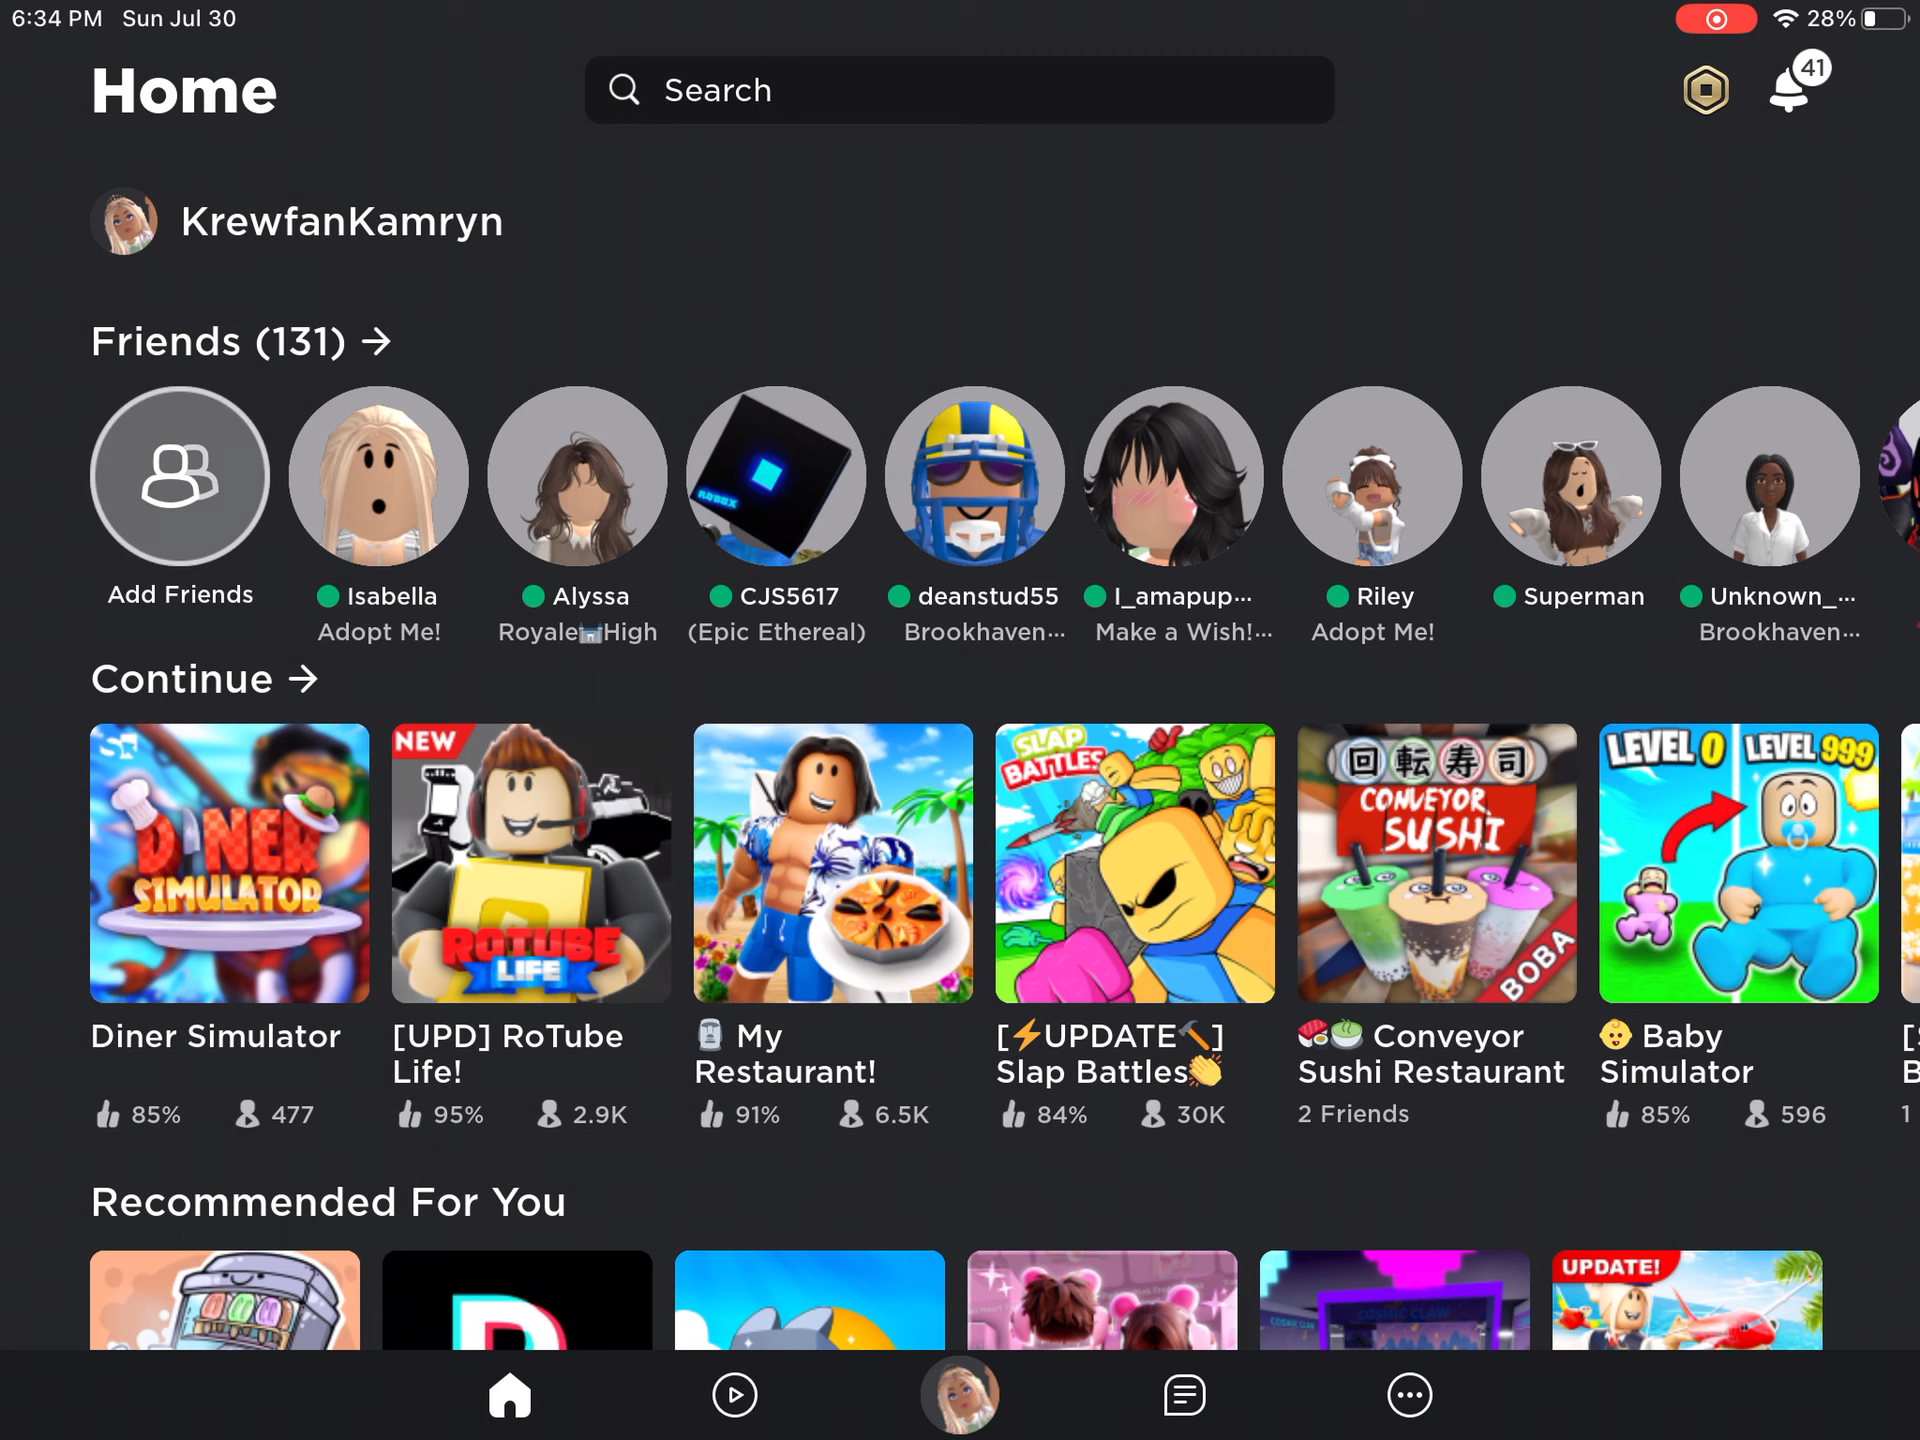 6:34 PM Sun Jul 30
28%
Home
Search
41
KrewfanKamryn
Friends (131) →
ROBOX
Add Friends
Isabella
Alyssa
CJS5617
deanstud55
I_amapup...
Riley
Superman
Unknown_...
Adopt Me!
Royale🏰High
(Epic Ethereal)
Brookhaven...
Make a Wish!...
Adopt Me!
Brookhaven...
Continue →
DINER
SIMULATOR
NEW
ROTUBE
LIFE
SLAP
BATTLES
回転寿司
CONVEYOR
SUSHI
BOBA
LEVEL 0
LEVEL 999
Diner Simulator
85% 477
[UPD] RoTube
Life!
95% 2.9K
🗿 My
Restaurant!
91% 6.5K
[⚡UPDATE🔨]
Slap Battles👏
84% 30K
🍣🍵 Conveyor
Sushi Restaurant
2 Friends
👶 Baby
Simulator
85% 596
[
1
Recommended For You
COSMIC CLAW
UPDATE!